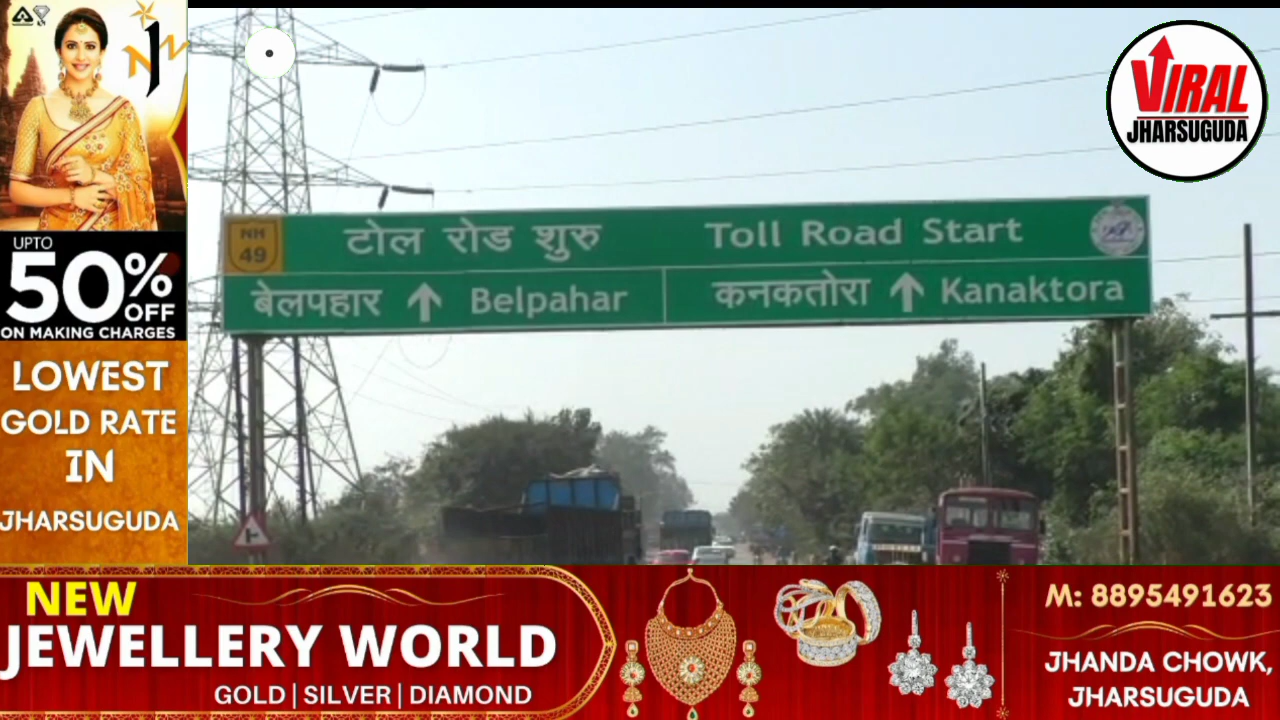 VIRAL
JHARSUGUDA
NH
49
टोल रोड शुरु Toll Road Start
बेलपहार Belpahar कनकतोरा Kanaktora
UPTO
50%
OFF
ON MAKING CHARGES
LOWEST
GOLD RATE
IN
JHARSUGUDA
NEW
JEWELLERY WORLD
GOLD | SILVER | DIAMOND
M: 8895491623
JHANDA CHOWK,
JHARSUGUDA